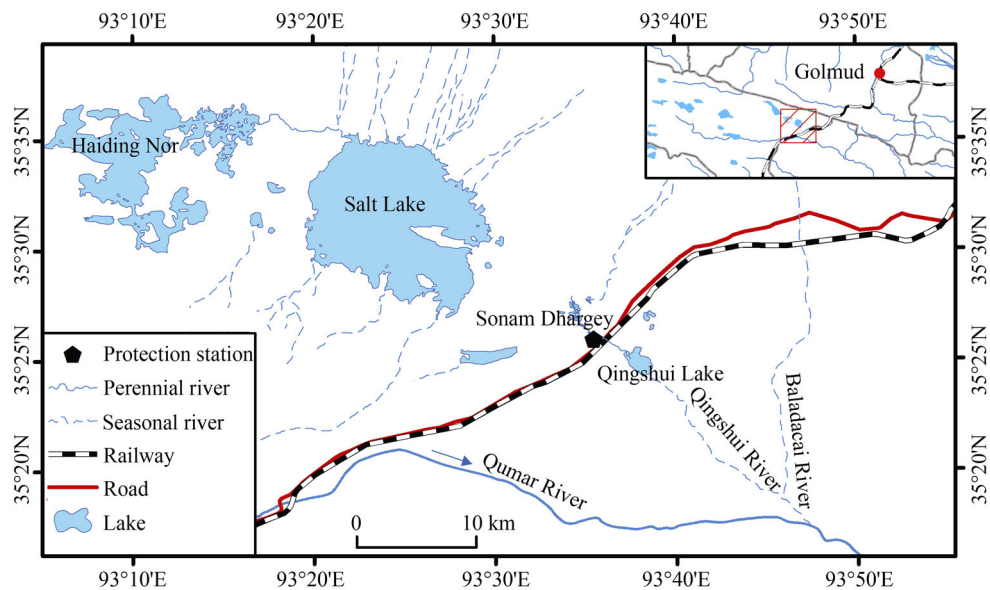 93°10'E
93°20'E
93°30'E
93°40'E
93°50'E
35°35'N
35°30'N
35°25'N
35°20'N
Golmud
35°35'N
35°30'N
35°25'N
35°20'N
Haiding Nor
Salt Lake
Sonam Dhargey
Qingshui Lake
Qingshui River
Baladacai River
Qumar River
Protection station
Perennial river
Seasonal river
Railway
Road
Lake
0 10 km
93°10'E
93°20'E
93°30'E
93°40'E
93°50'E